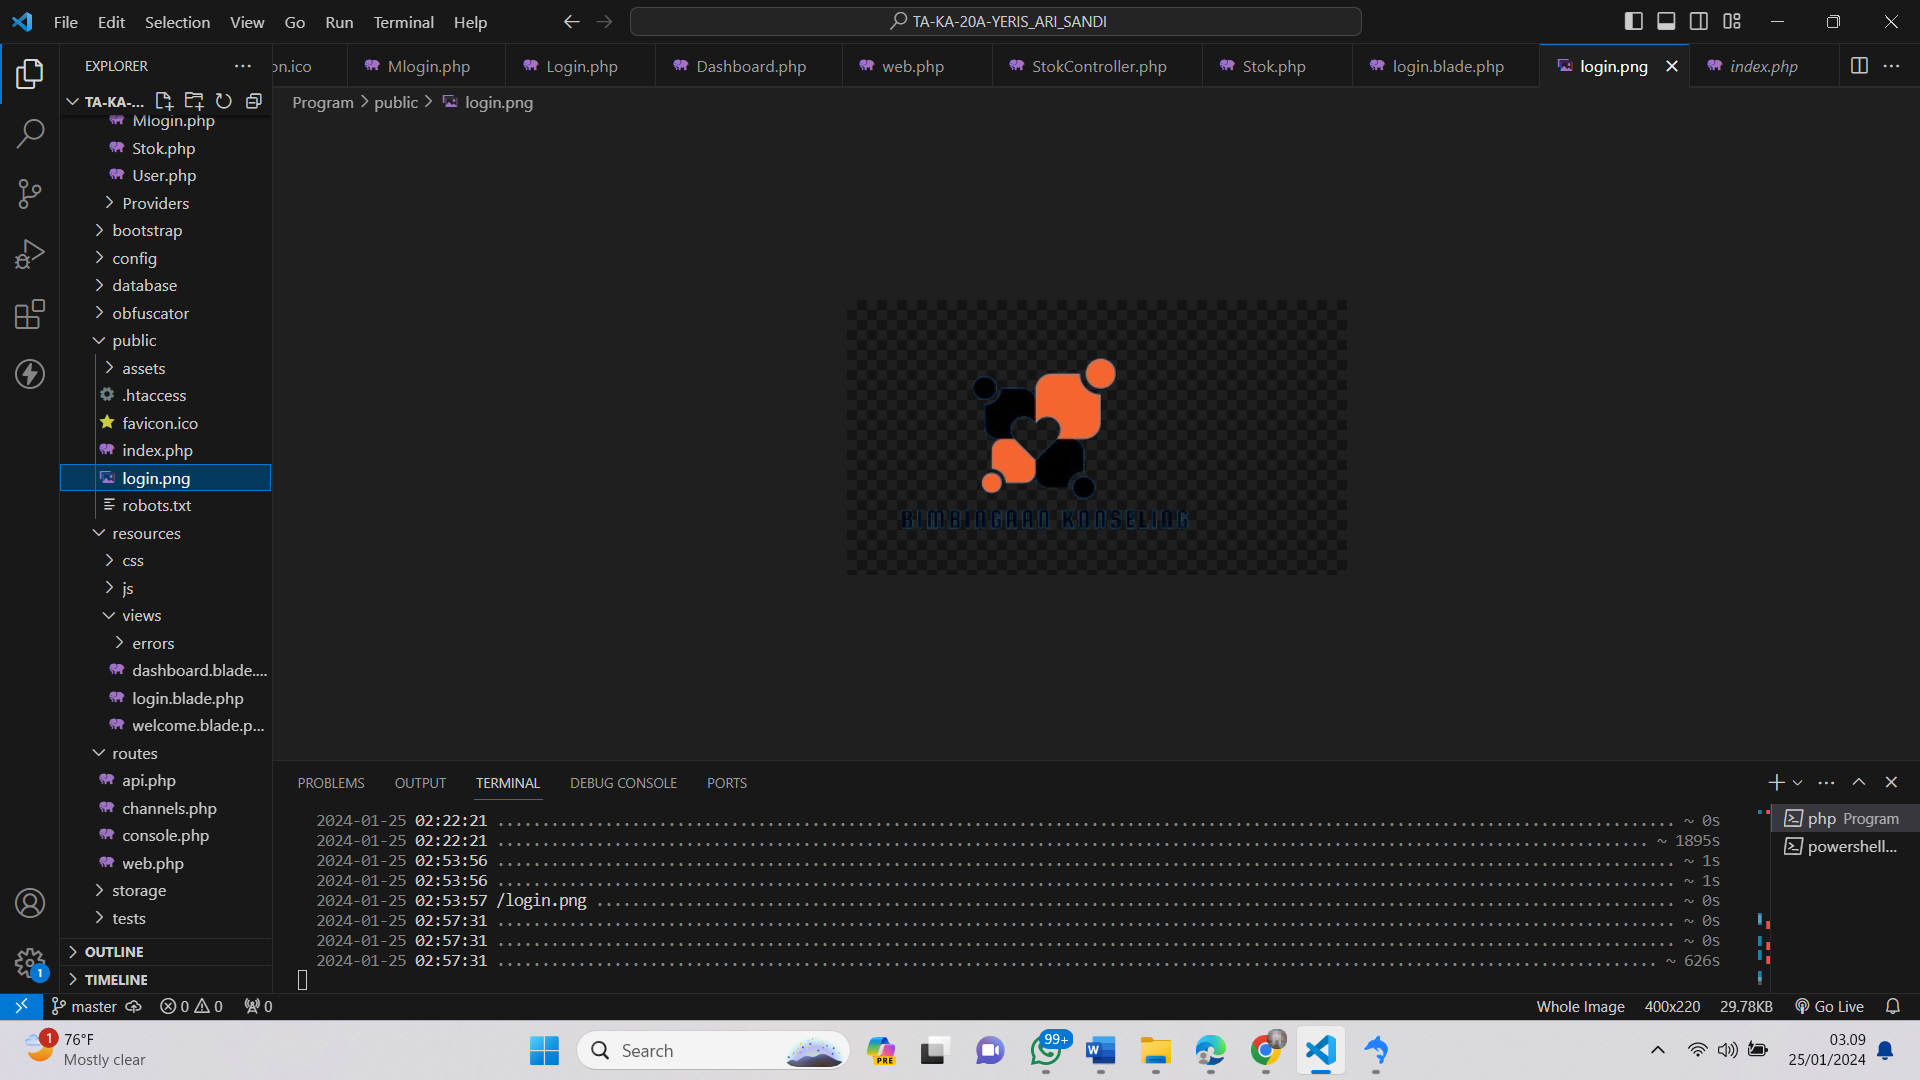 File Edit Selection View Go Run Terminal Help
TA-KA-20A-YERIS_ARI_SANDI
EXPLORER
on.ico Mlogin.php Login.php Dashboard.php web.php StokController.php Stok.php login.blade.php login.png index.php
TA-KA-...
Program > public > login.png
Mlogin.php
Stok.php
User.php
Providers
bootstrap
config
database
obfuscator
public
assets
.htaccess
favicon.ico
index.php
login.png
robots.txt
resources
css
js
views
errors
dashboard.blade....
login.blade.php
welcome.blade.p...
routes
api.php
channels.php
console.php
web.php
storage
tests
OUTLINE
TIMELINE
BIMBINGAAN KONSELING
PROBLEMS OUTPUT TERMINAL DEBUG CONSOLE PORTS
2024-01-25 02:22:21 ~ 0s
2024-01-25 02:22:21 ~ 1895s
2024-01-25 02:53:56 ~ 1s
2024-01-25 02:53:56 ~ 1s
2024-01-25 02:53:57 /login.png ~ 0s
2024-01-25 02:57:31 ~ 0s
2024-01-25 02:57:31 ~ 0s
2024-01-25 02:57:31 ~ 626s
php Program
powershell...
1
master 0 0 0
Whole Image 400x220 29.78KB Go Live
1
76°F
Mostly clear
Search
PRE
99+
03.09
25/01/2024